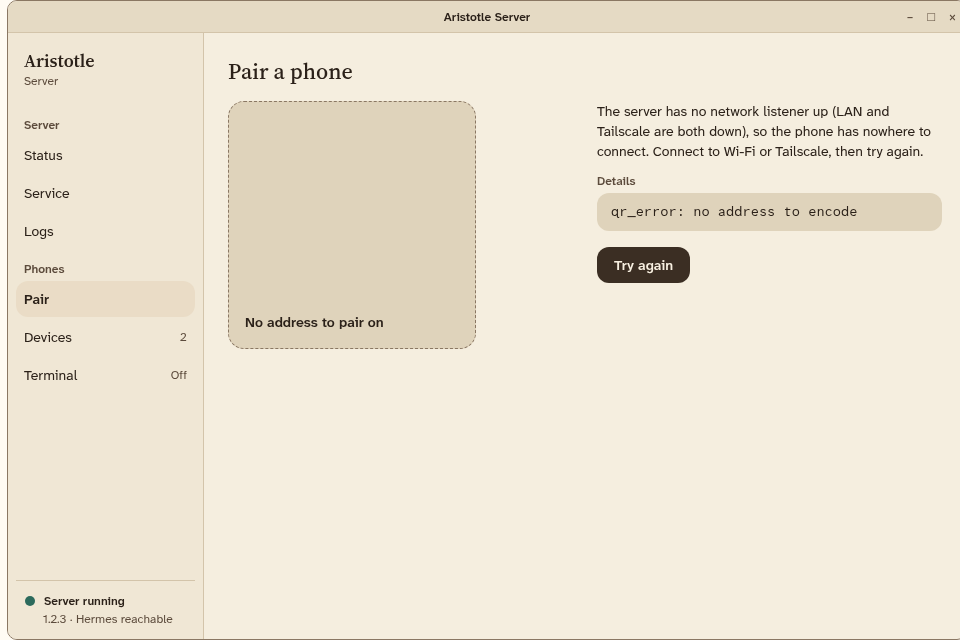 Aristotle Server
Aristotle
Server
Server
Status
Service
Logs
Phones
Pair
Devices 2
Terminal Off
Server running
1.2.3 · Hermes reachable
Pair a phone
No address to pair on
The server has no network listener up (LAN and
Tailscale are both down), so the phone has nowhere to
connect. Connect to Wi-Fi or Tailscale, then try again.
Details
qr_error: no address to encode
Try again